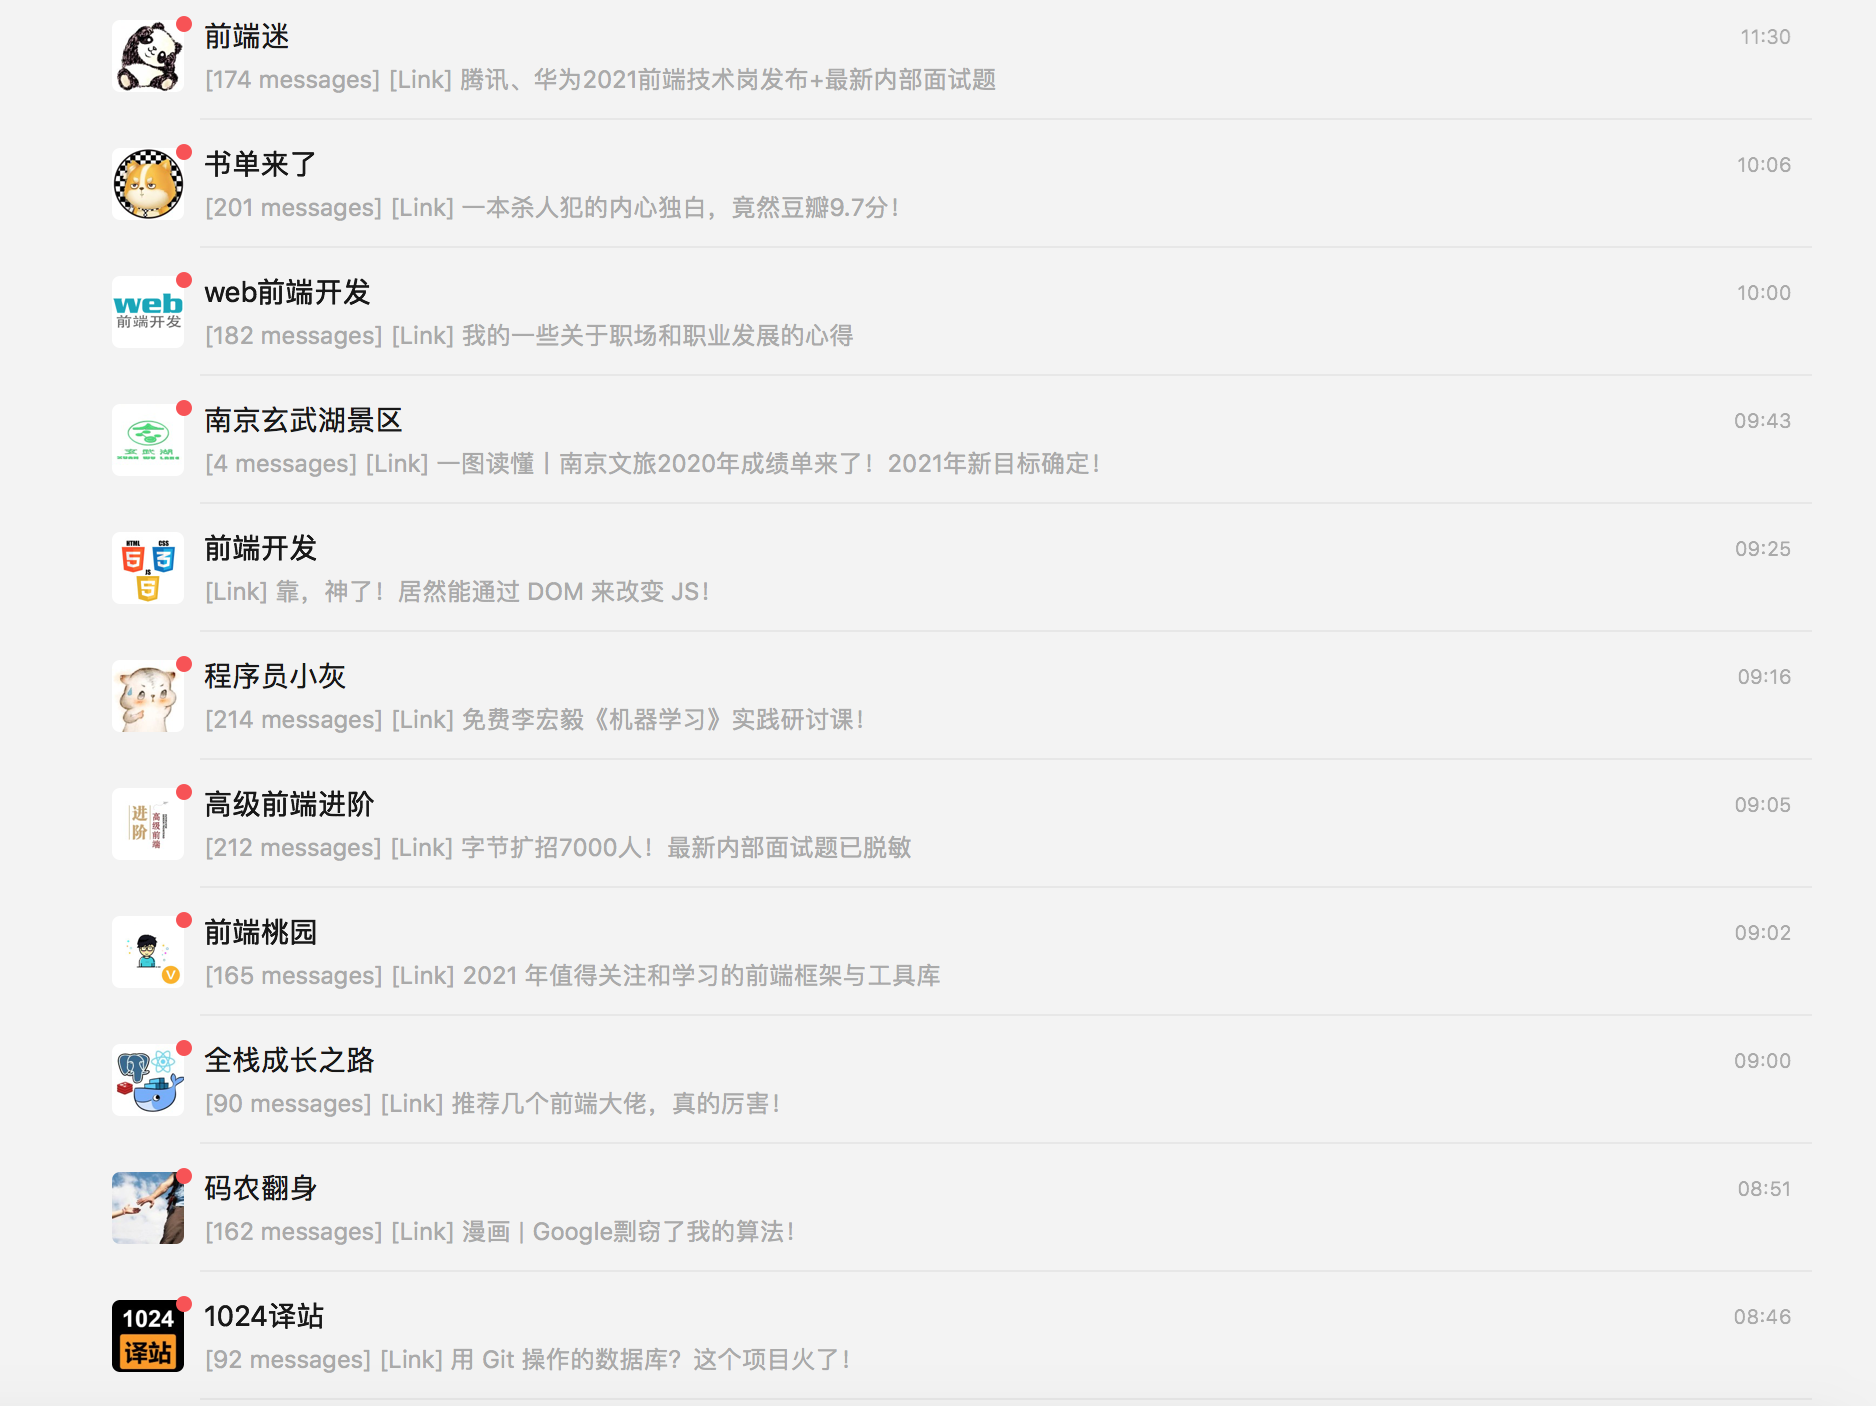 前端迷
11:30
[174 messages] [Link] 腾讯、华为2021前端技术岗发布+最新内部面试题
书单来了
10:06
[201 messages] [Link] 一本杀人犯的内心独白，竟然豆瓣9.7分！
web
前端开发
web前端开发
10:00
[182 messages] [Link] 我的一些关于职场和职业发展的心得
玄武湖
南京玄武湖景区
09:43
[4 messages] [Link] 一图读懂丨南京文旅2020年成绩单来了！2021年新目标确定！
HTML CSS
5 3
JS
5
前端开发
09:25
[Link] 靠，神了！居然能通过 DOM 来改变 JS！
程序员小灰
09:16
[214 messages] [Link] 免费李宏毅《机器学习》实践研讨课！
进阶
高级前端
高级前端进阶
09:05
[212 messages] [Link] 字节扩招7000人！最新内部面试题已脱敏
V
前端桃园
09:02
[165 messages] [Link] 2021 年值得关注和学习的前端框架与工具库
全栈成长之路
09:00
[90 messages] [Link] 推荐几个前端大佬，真的厉害！
码农翻身
08:51
[162 messages] [Link] 漫画 | Google剽窃了我的算法！
1024
译站
1024译站
08:46
[92 messages] [Link] 用 Git 操作的数据库？这个项目火了！